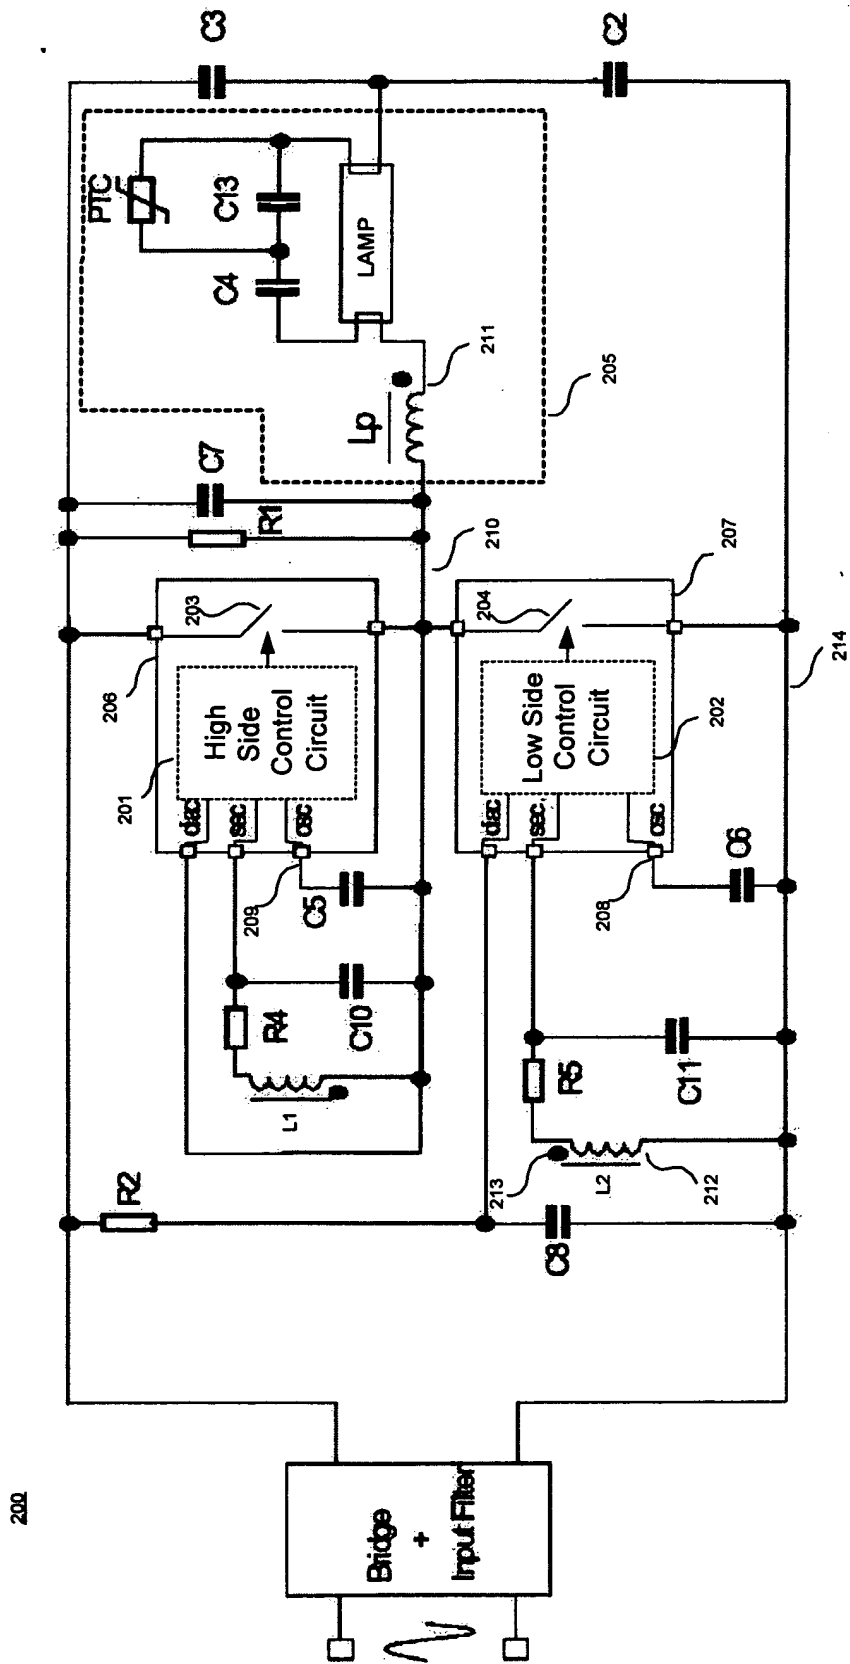 200
Bridge
+
Input Filter
R2
C8
L1
R4
C10
209
C5
213
L2
212
R5
C11
208
C6
diac
sec.
osc
201
High
Side
Control
Circuit
206
203
diac
sec.
osc
Low Side
Control
Circuit
202
204
207
214
210
R1
C7
Lp
211
205
C4
C13
PTC
LAMP
C3
C2